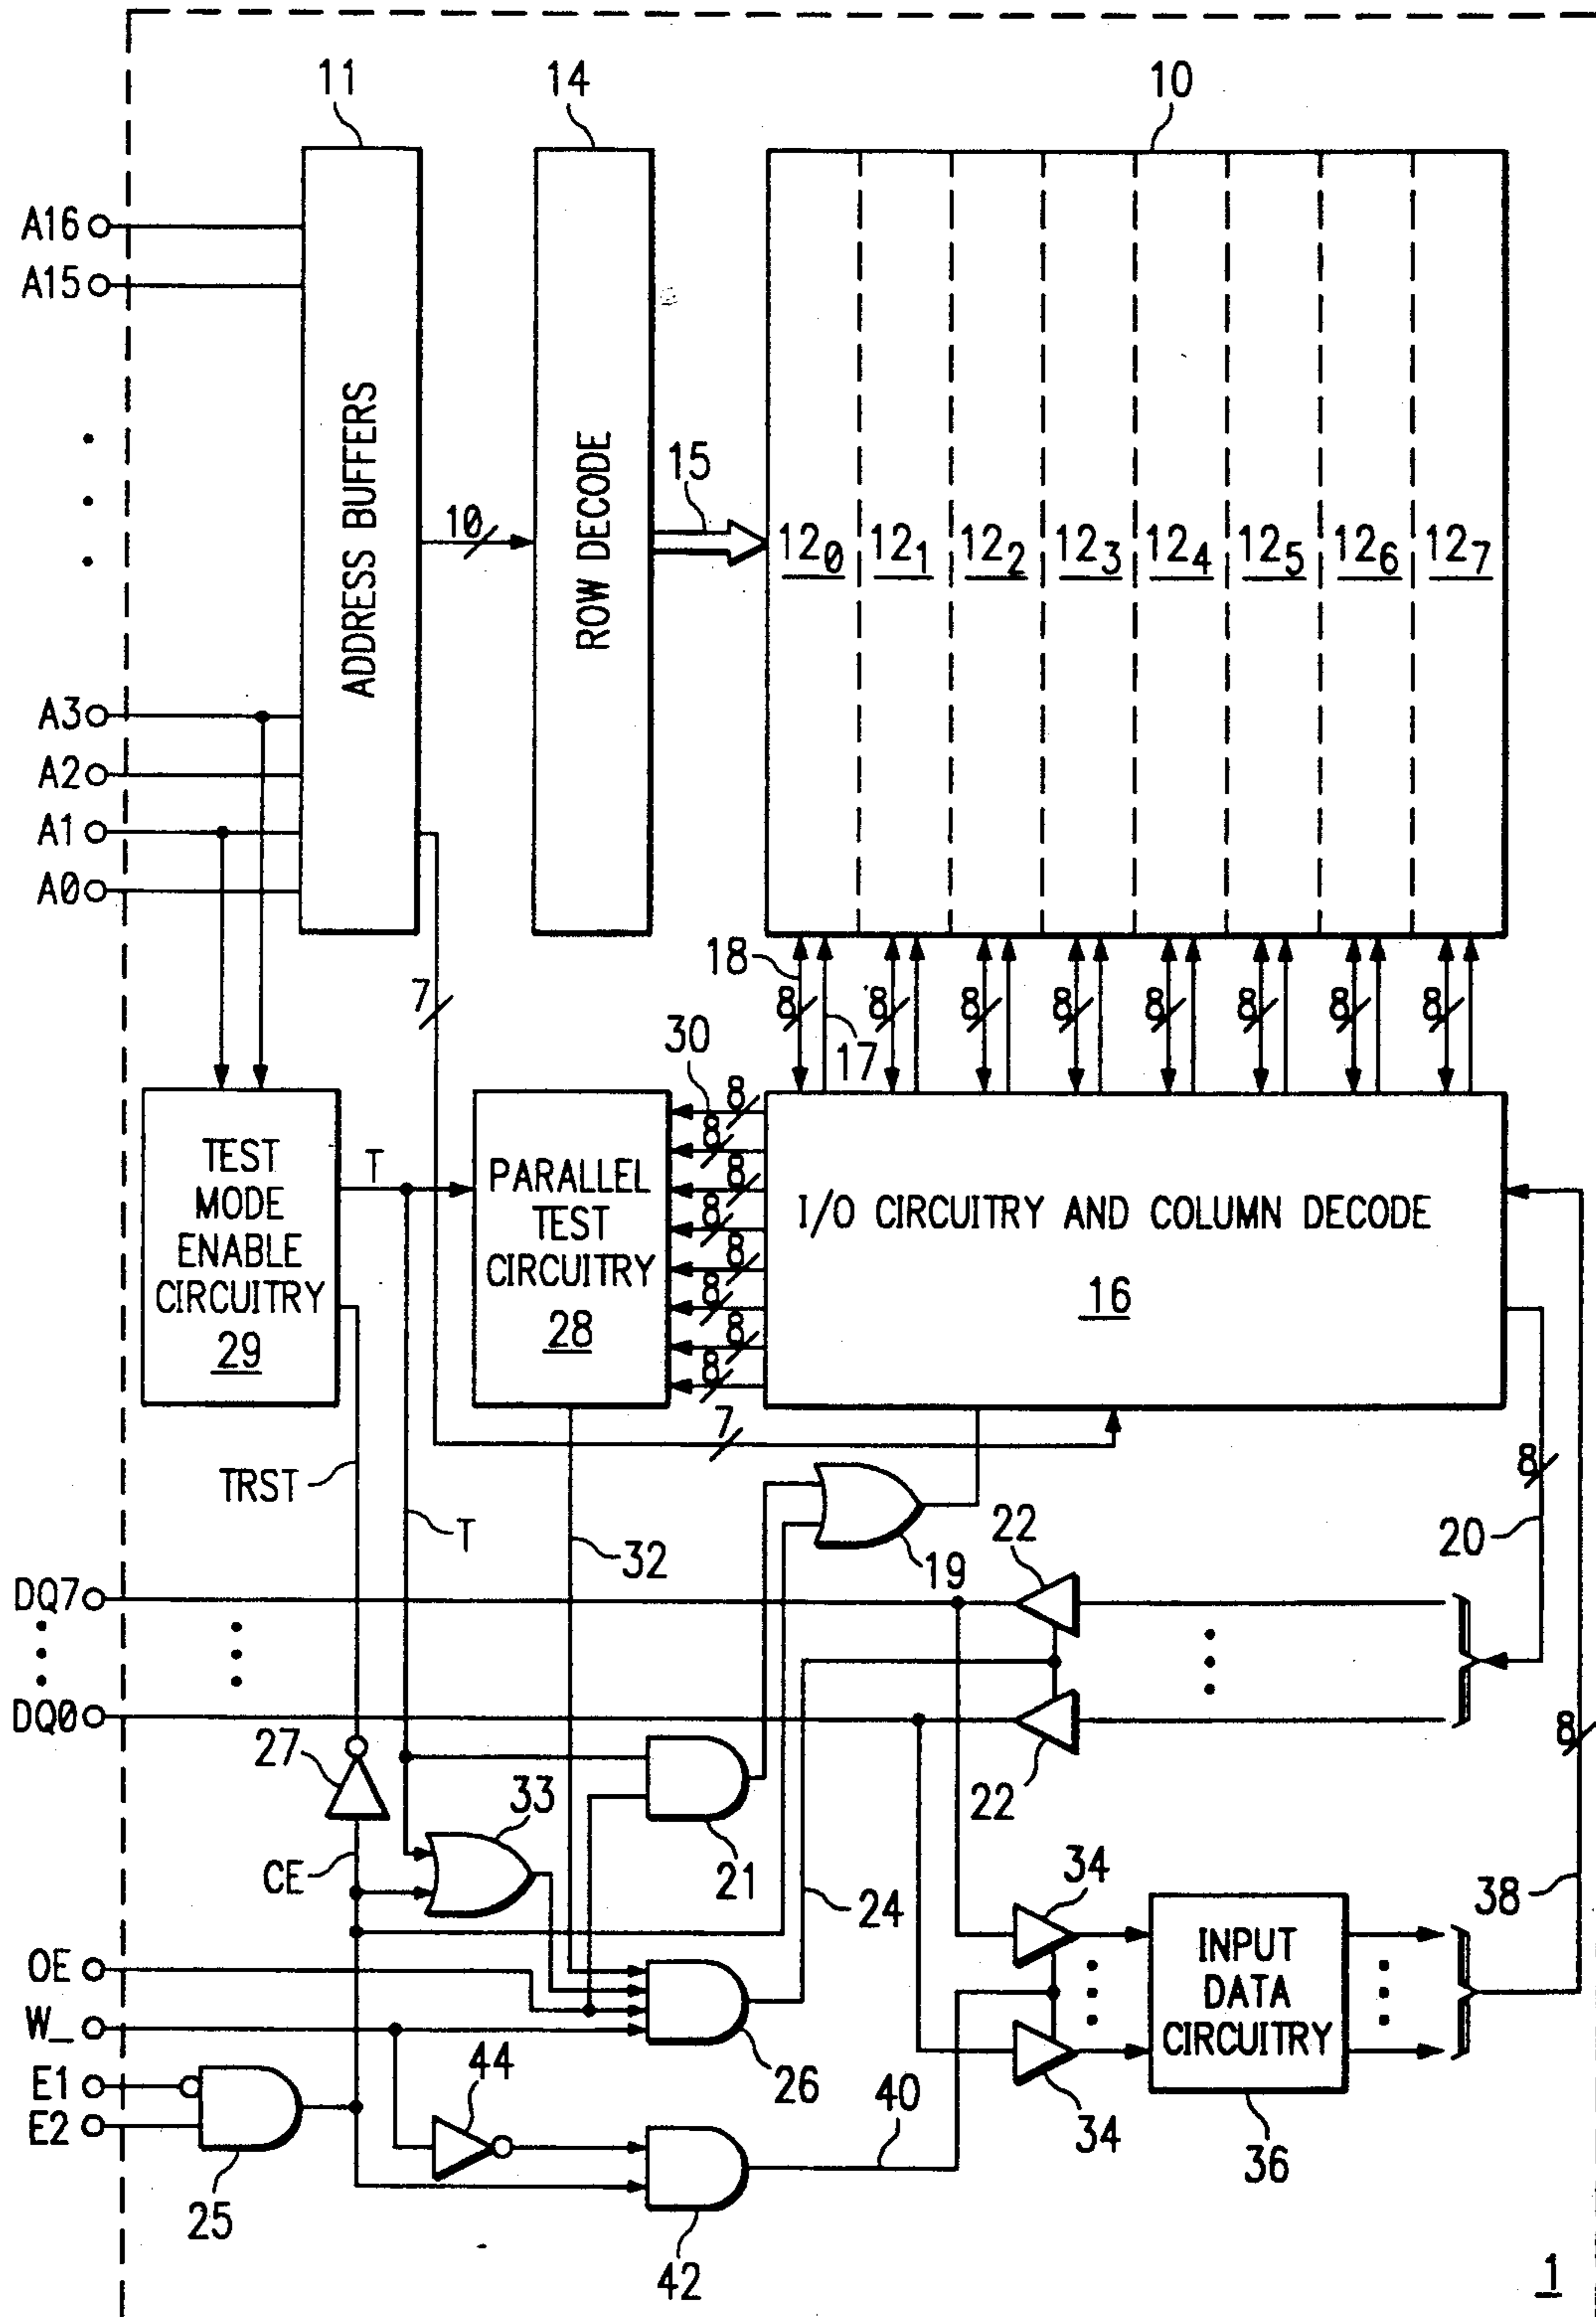 11
14
10
A16
A15
ADDRESS BUFFERS
10
ROW DECODE
15
12₀
12₁
12₂
12₃
12₄
12₅
12₆
12₇
A3
A2
A1
A0
7
18
8
8
8
8
8
8
8
8
17
30
8
8
8
8
8
8
8
8
TEST
MODE
ENABLE
CIRCUITRY
29
T
PARALLEL
TEST
CIRCUITRY
28
I/O CIRCUITRY AND COLUMN DECODE
16
7
TRST
T
32
19
22
8
20
DQ7
DQ0
27
33
21
22
8
CE
24
34
38
OE
W_
E1
E2
26
44
INPUT
DATA
CIRCUITRY
34
36
40
25
42
1